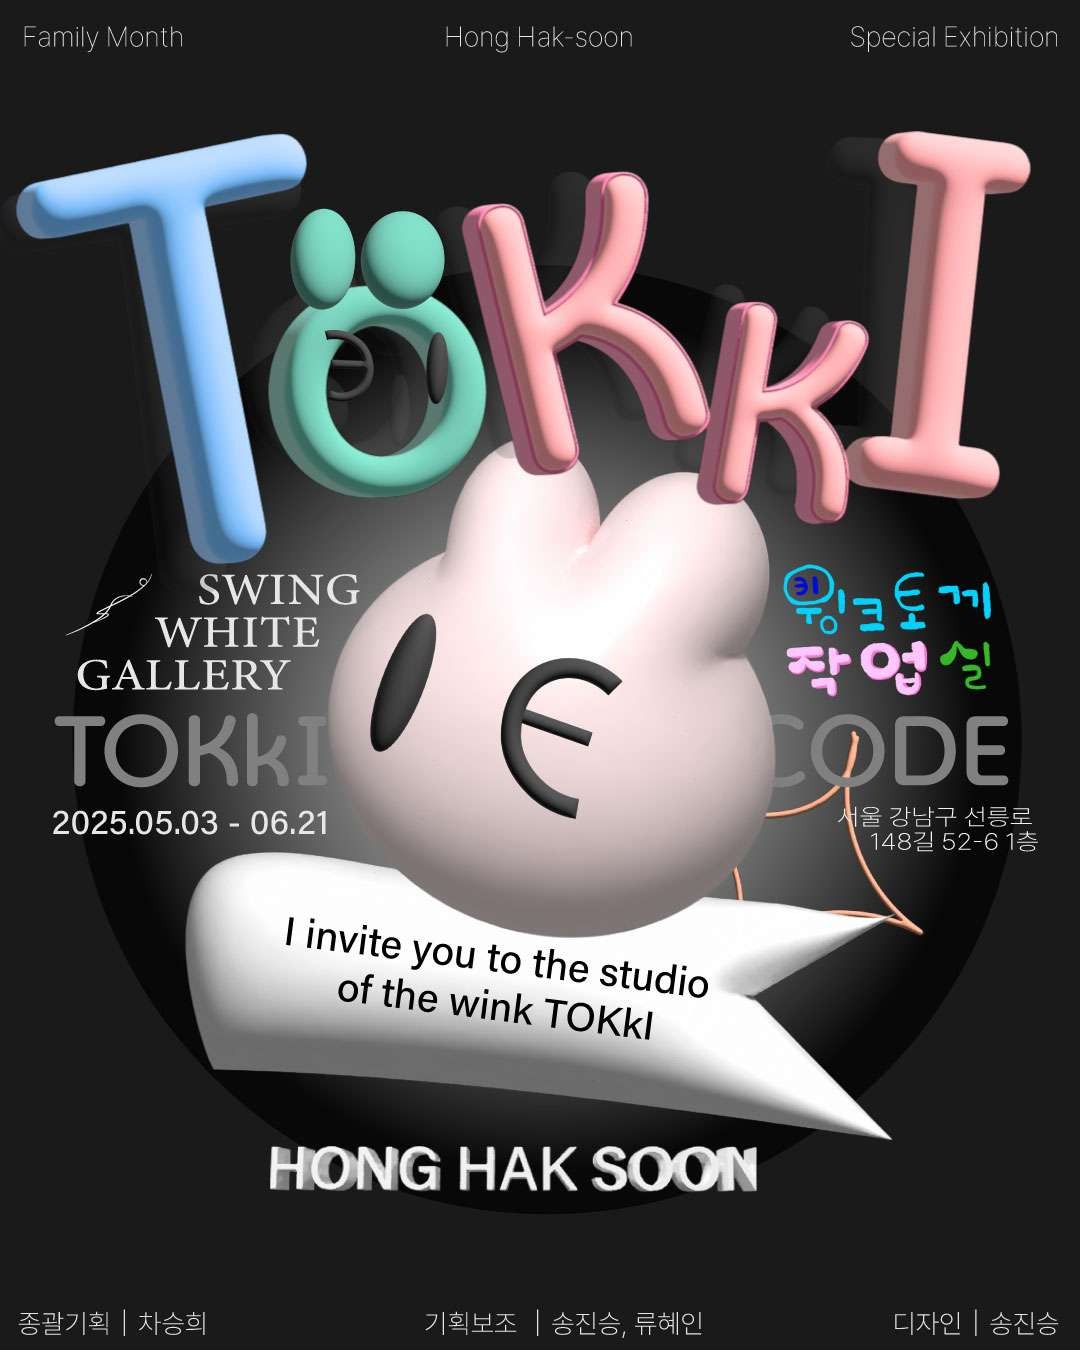 Family Month
Hong Hak-soon
Special Exhibition
TOKkI
SWING
WHITE
GALLERY
윙크토끼
작업실
TOKkI CODE
2025.05.03 - 06.21
서울 강남구 선릉로
148길 52-6 1층
I invite you to the studio
of the wink TOKkI
HONG HAK SOON
총괄기획 | 차승희
기획보조 | 송진승, 류혜인
디자인 | 송진승